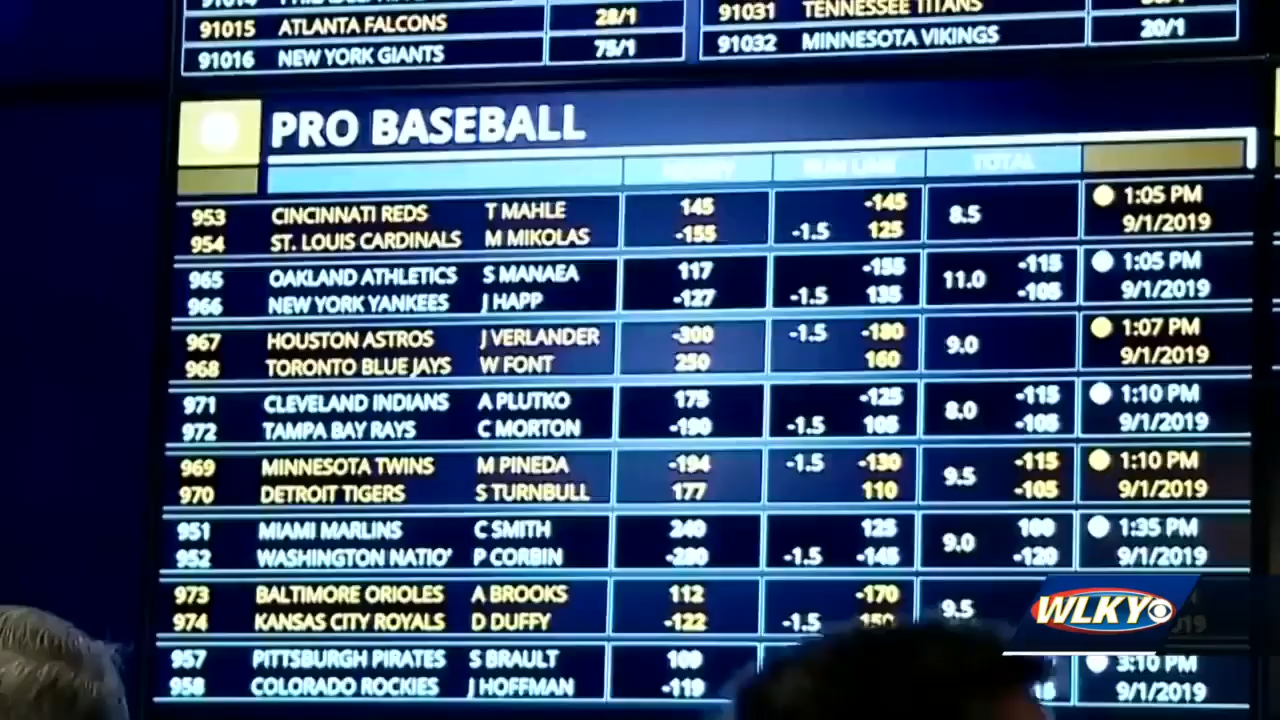 91015 ATLANTA FALCONS 28/1 91031 TENNESSEE TITANS
91016 NEW YORK GIANTS 75/1 91032 MINNESOTA VIKINGS 20/1
PRO BASEBALL
TOTAL
953 CINCINNATI REDS T MAHLE 145 -145 8.5 1:05 PM
954 ST. LOUIS CARDINALS M MIKOLAS -155 -1.5 125 9/1/2019
965 OAKLAND ATHLETICS S MANAEA 117 -155 11.0 -115 1:05 PM
966 NEW YORK YANKEES J HAPP -127 -1.5 135 -105 9/1/2019
967 HOUSTON ASTROS J VERLANDER -300 -1.5 -180 9.0 1:07 PM
968 TORONTO BLUE JAYS W FONT 250 160 9/1/2019
971 CLEVELAND INDIANS A PLUTKO 175 -125 8.0 -115 1:10 PM
972 TAMPA BAY RAYS C MORTON -190 -1.5 105 -105 9/1/2019
969 MINNESOTA TWINS M PINEDA -194 -1.5 -130 9.5 -115 1:10 PM
970 DETROIT TIGERS S TURNBULL 177 110 -105 9/1/2019
951 MIAMI MARLINS C SMITH 240 125 9.0 100 1:35 PM
952 WASHINGTON NATIO' P CORBIN -280 -1.5 -145 -120 9/1/2019
973 BALTIMORE ORIOLES A BROOKS 112 -170 9.5
974 KANSAS CITY ROYALS D DUFFY -122 -1.5 150
WLKY
957 PITTSBURGH PIRATES S BRAULT 109 3:10 PM
958 COLORADO ROCKIES J HOFFMAN -119 9/1/2019